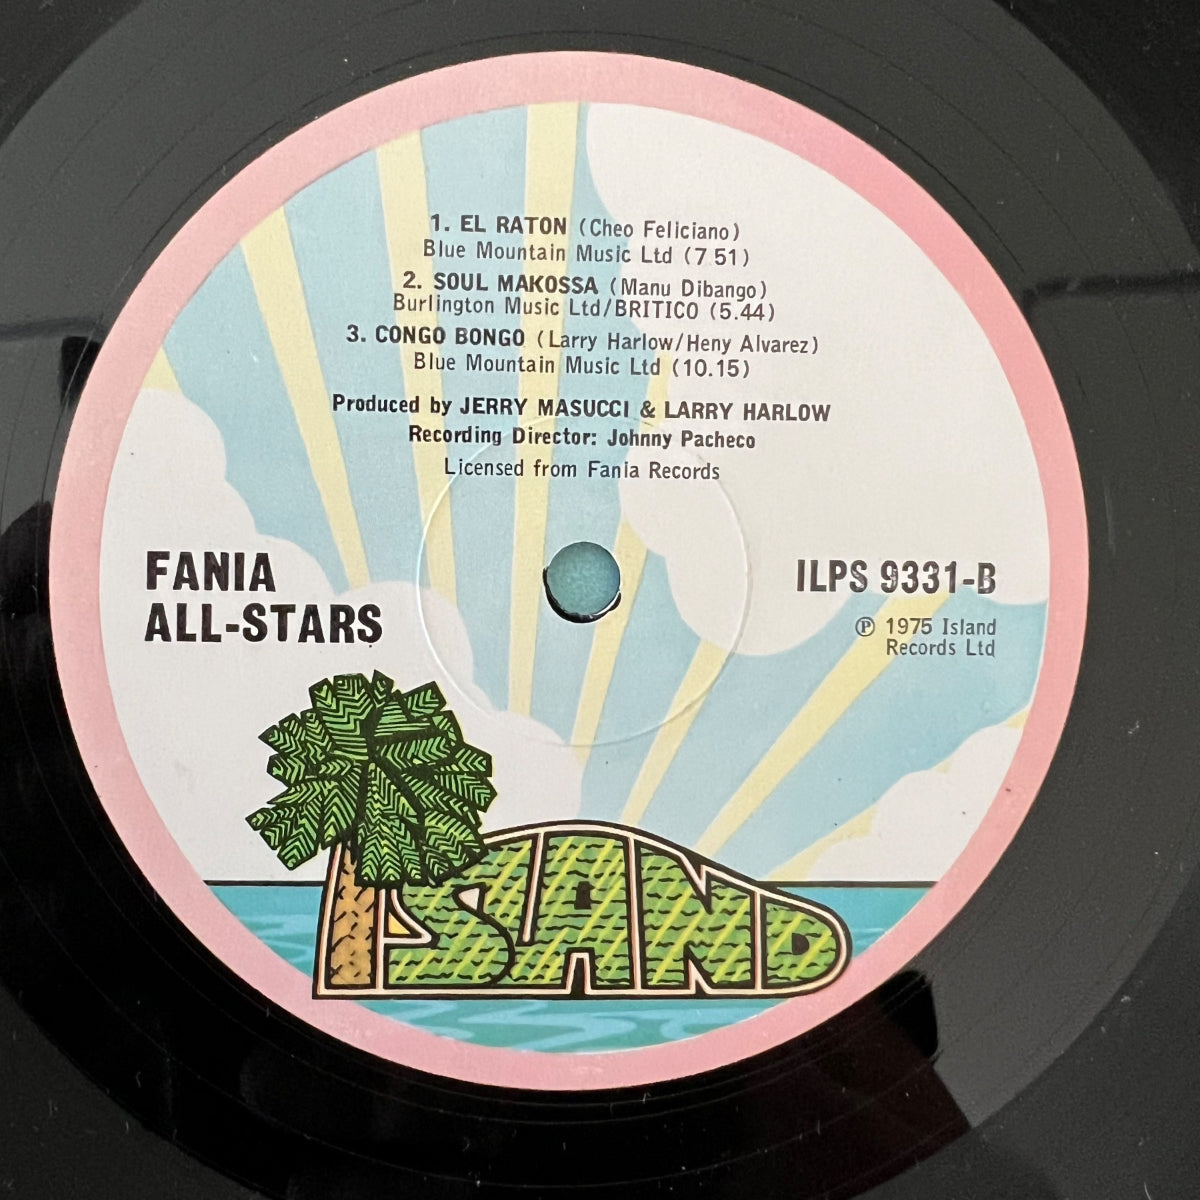 1. EL RATON (Cheo Feliciano)
Blue Mountain Music Ltd (7 51)
2. SOUL MAKOSSA (Manu Dibango)
Burlington Music Ltd/BRITICO (5.44)
3. CONGO BONGO (Larry Harlow/Heny Alvarez)
Blue Mountain Music Ltd (10.15)
Produced by JERRY MASUCCI & LARRY HARLOW
Recording Director: Johnny Pacheco
Licensed from Fania Records
FANIA
ALL-STARS
ILPS 9331-B
℗ 1975 Island
Records Ltd
ISLAND